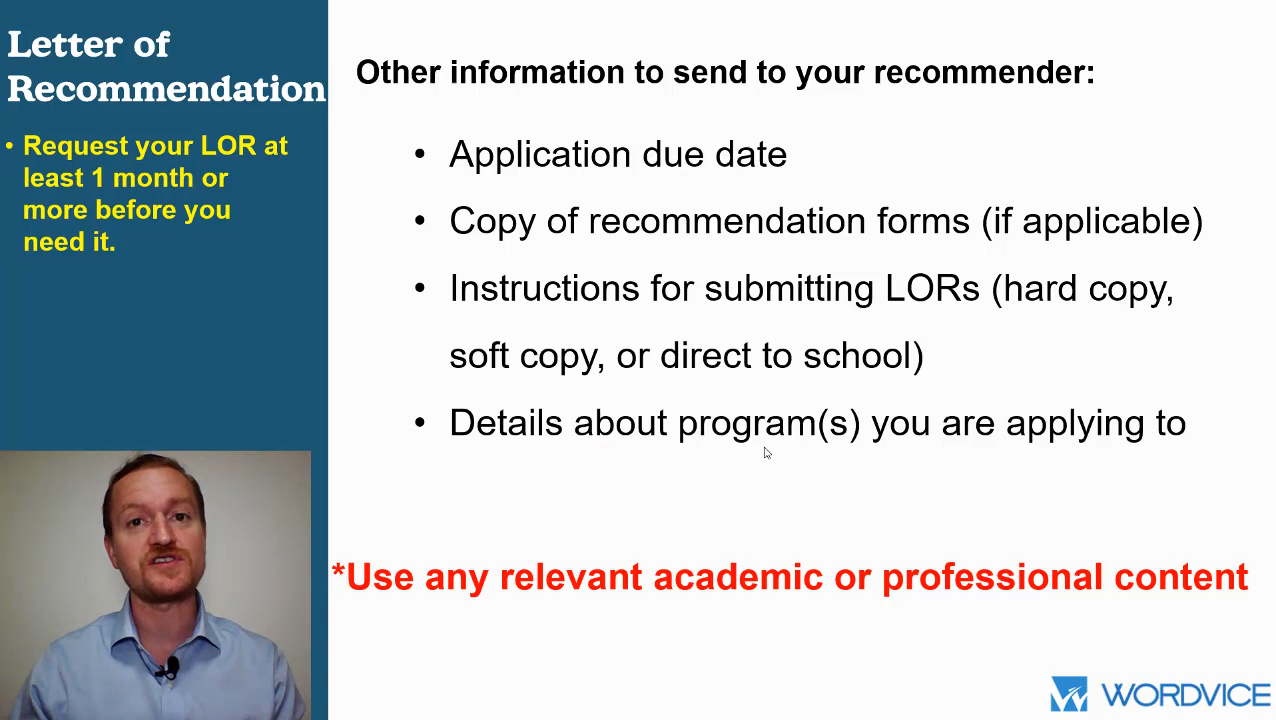 Letter of
Recommendation
• Request your LOR at
least 1 month or
more before you
need it.
Other information to send to your recommender:
• Application due date
• Copy of recommendation forms (if applicable)
• Instructions for submitting LORs (hard copy,
soft copy, or direct to school)
• Details about program(s) you are applying to
*Use any relevant academic or professional content
WORDVICE